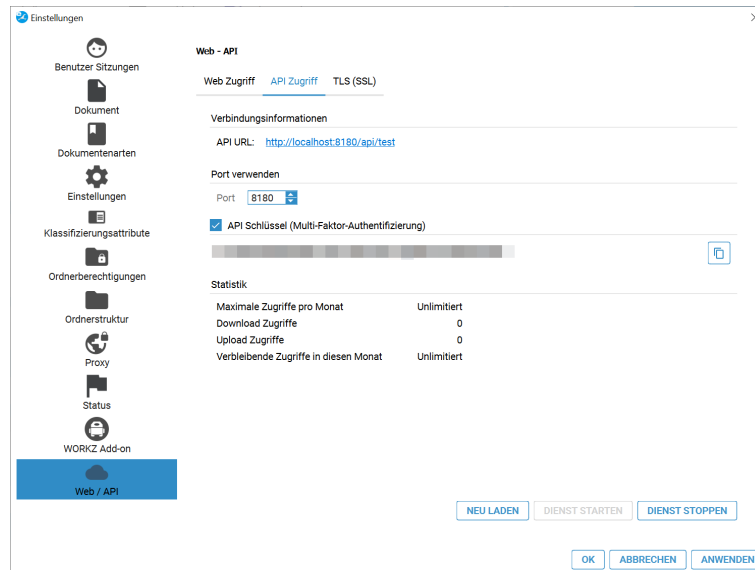 Einstellungen
Benutzer Sitzungen
Dokument
Dokumentenarten
Einstellungen
Klassifizierungsattribute
Ordnerberechtigungen
Ordnerstruktur
Proxy
Status
WORKZ Add-on
Web / API
Web - API
Web Zugriff API Zugriff TLS (SSL)
Verbindungsinformationen
API URL: http://localhost:8180/api/test
Port verwenden
Port 8180
API Schlüssel (Multi-Faktor-Authentifizierung)
Statistik
Maximale Zugriffe pro Monat Unlimitiert
Download Zugriffe 0
Upload Zugriffe 0
Verbleibende Zugriffe in diesen Monat Unlimitiert
NEU LADEN DIENST STARTEN DIENST STOPPEN
OK ABBRECHEN ANWENDEN